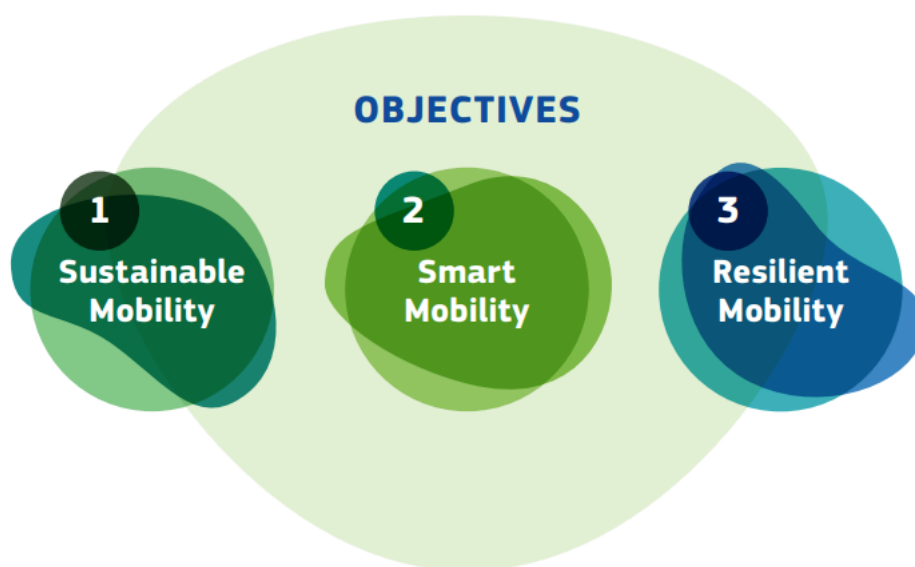 OBJECTIVES
1
Sustainable
Mobility
2
Smart
Mobility
3
Resilient
Mobility